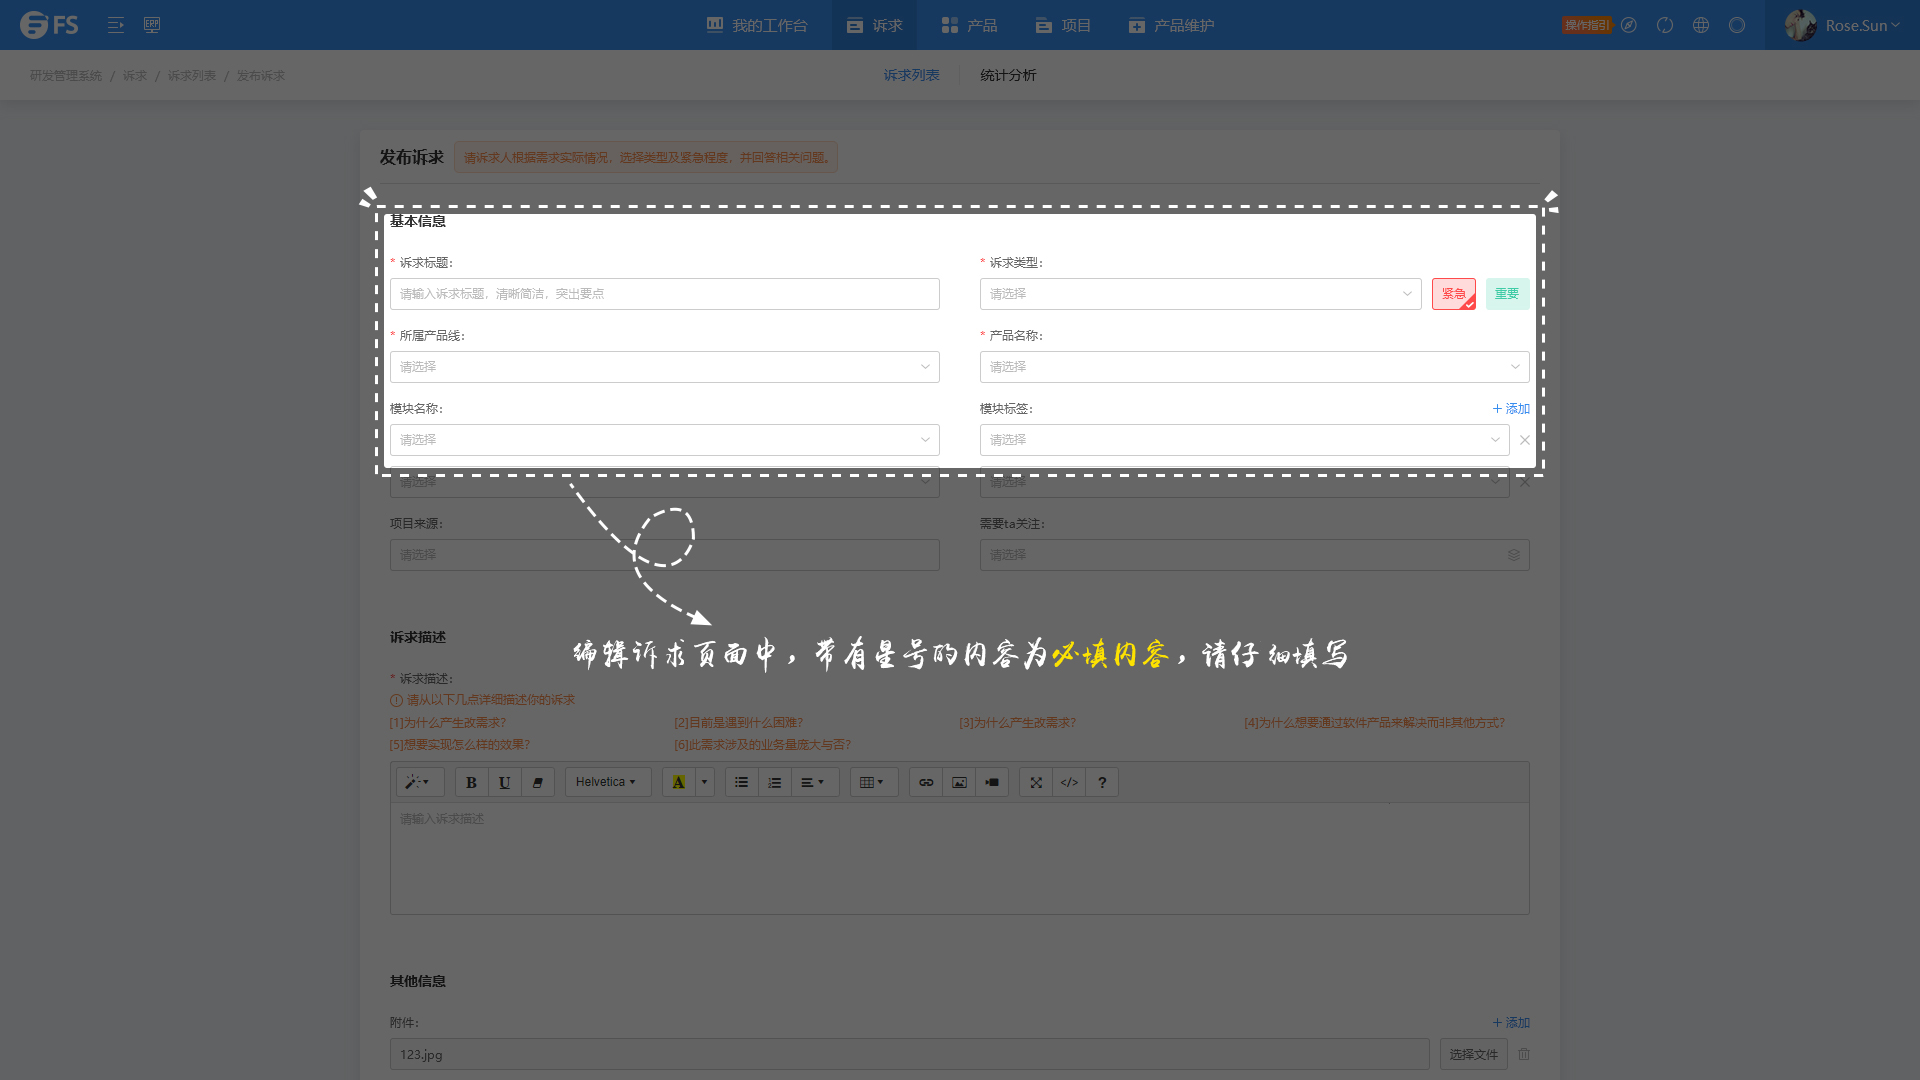 FS
ERP
我的工作台
诉求
产品
项目
产品维护
操作指引
Rose.Sun
研发管理系统 / 诉求 / 诉求列表 / 发布诉求
诉求列表
统计分析
发布诉求
请诉求人根据需求实际情况，选择类型及紧急程度，并回答相关问题。
基本信息
* 诉求标题：
* 诉求类型：
请输入诉求标题，清晰简洁，突出要点
请选择
紧急
重要
* 所属产品线：
* 产品名称：
请选择
请选择
模块名称：
模块标签：
+ 添加
请选择
请选择
请选择
请选择
项目来源：
需要ta关注：
请选择
请选择
诉求描述
编辑诉求页面中，带有星号的内容为必填内容，请仔细填写
* 诉求描述：
请从以下几点详细描述你的诉求
[1]为什么产生改需求？
[2]目前是遇到什么困难？
[3]为什么产生改需求？
[4]为什么想要通过软件产品来解决而非其他方式？
[5]想要实现怎么样的效果？
[6]此需求涉及的业务量庞大与否？
B U Helvetica A </> ?
请输入诉求描述
其他信息
附件：
+ 添加
123.jpg
选择文件